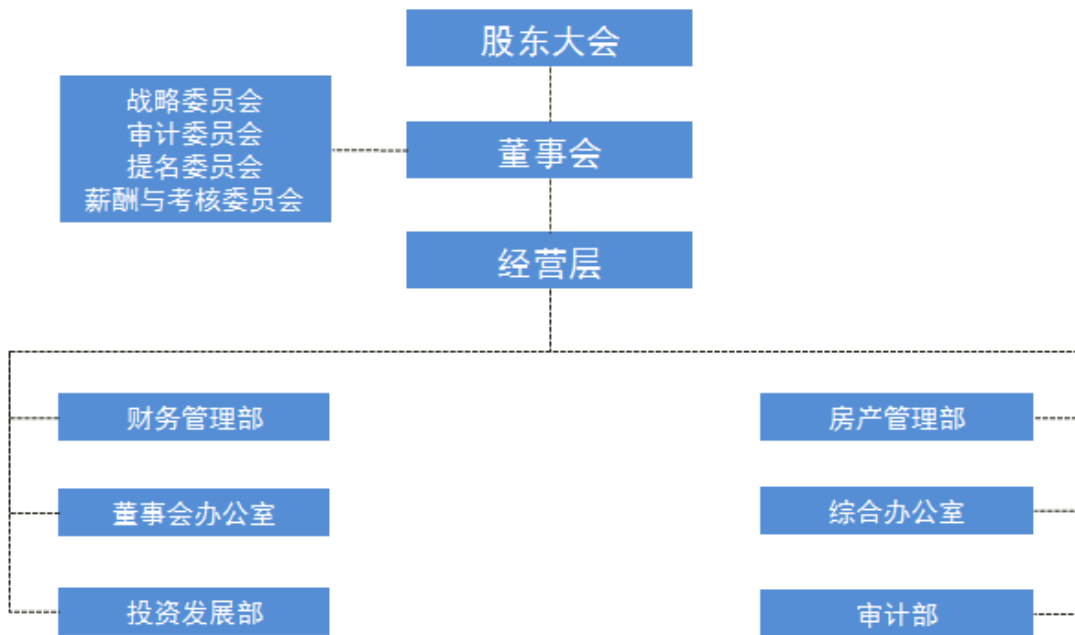 股东大会
战略委员会
审计委员会
提名委员会
薪酬与考核委员会
董事会
经营层
财务管理部
房产管理部
董事会办公室
综合办公室
投资发展部
审计部